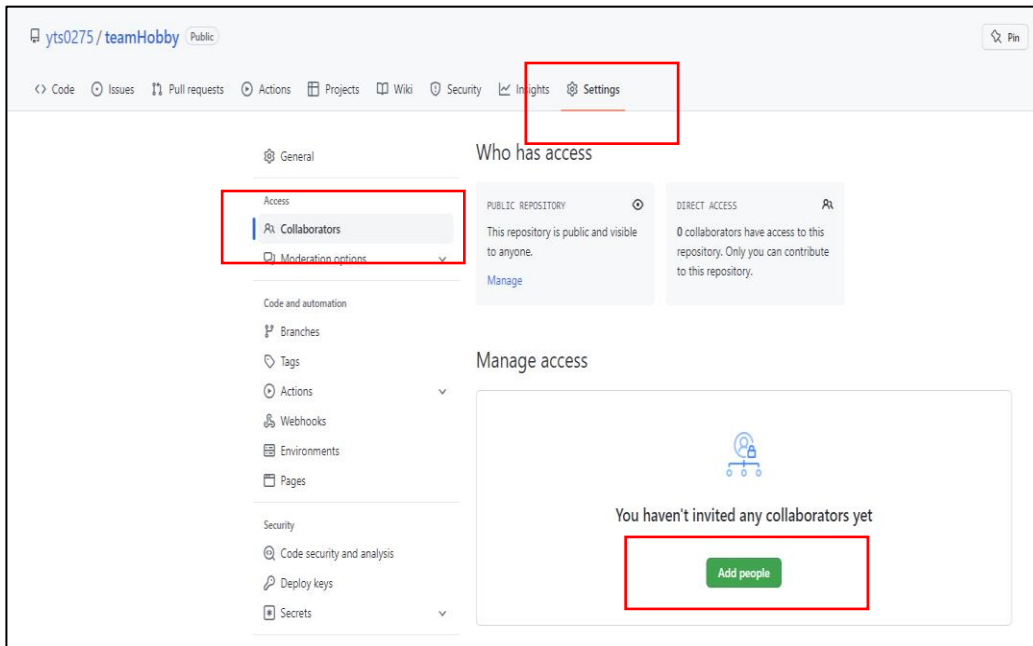 yts0275 / teamHobby Public
Pin
Code Issues Pull requests Actions Projects Wiki Security Insights Settings
General
Access
Collaborators
Moderation options
Code and automation
Branches
Tags
Actions
Webhooks
Environments
Pages
Security
Code security and analysis
Deploy keys
Secrets
Who has access
PUBLIC REPOSITORY
This repository is public and visible
to anyone.
Manage
DIRECT ACCESS
0 collaborators have access to this
repository. Only you can contribute
to this repository.
Manage access
You haven't invited any collaborators yet
Add people